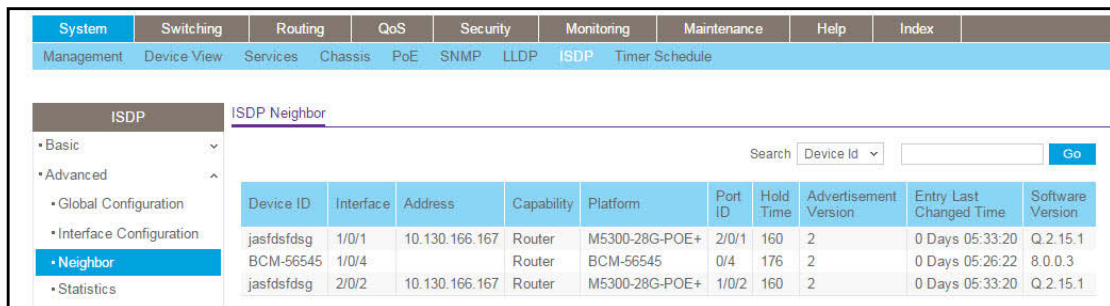 System Switching Routing QoS Security Monitoring Maintenance Help Index
Management Device View Services Chassis PoE SNMP LLDP ISDP Timer Schedule
ISDP
ISDP Neighbor
Basic
Search Device Id Go
Advanced
Global Configuration
Interface Configuration
Neighbor
Statistics
Device ID Interface Address Capability Platform Port ID Hold Time Advertisement Version Entry Last Changed Time Software Version
jasfdsfdsg 1/0/1 10.130.166.167 Router M5300-28G-POE+ 2/0/1 160 2 0 Days 05:33:20 Q.2.15.1
BCM-56545 1/0/4 Router BCM-56545 0/4 176 2 0 Days 05:26:22 8.0.0.3
jasfdsfdsg 2/0/2 10.130.166.167 Router M5300-28G-POE+ 1/0/2 160 2 0 Days 05:33:20 Q.2.15.1